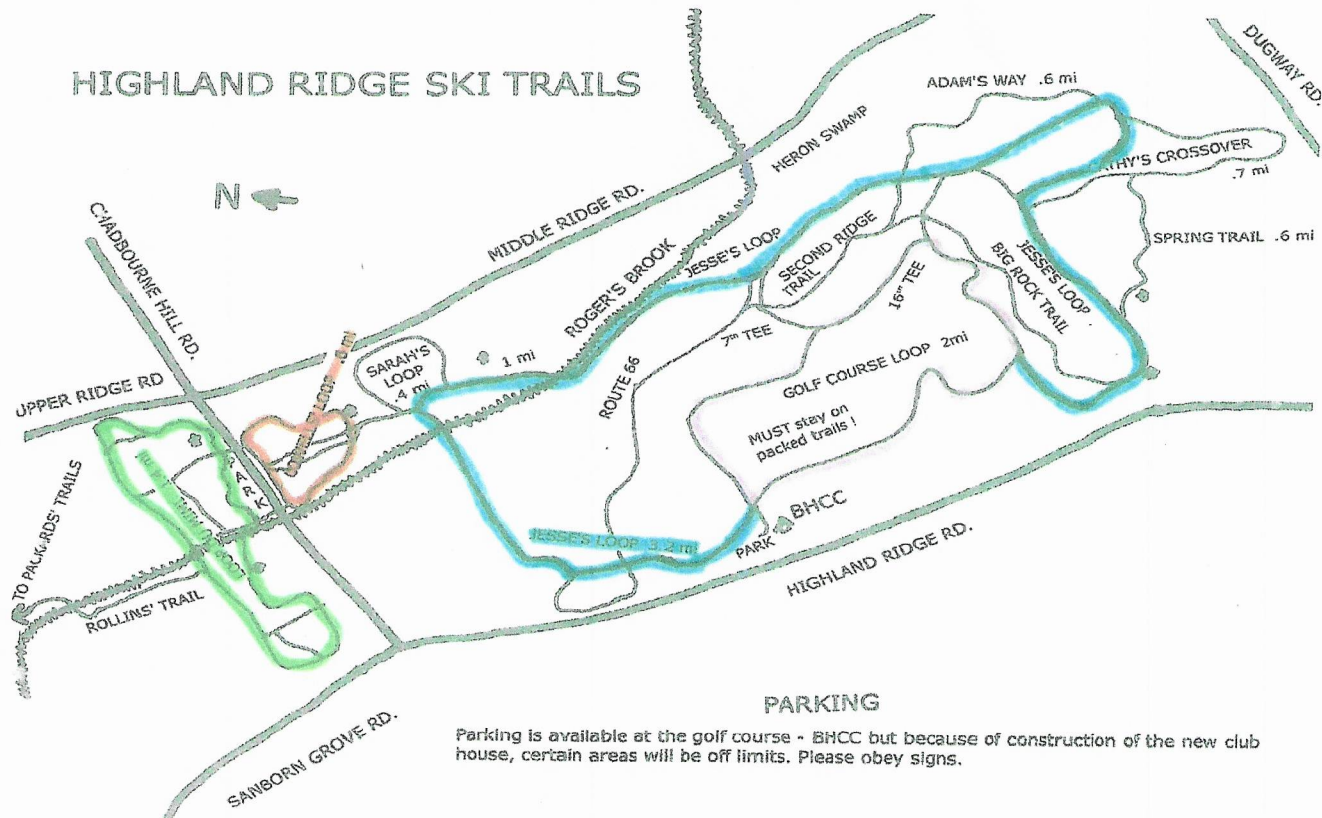 HIGHLAND RIDGE SKI TRAILS
N
ADAM'S WAY .6 mi
DUGWAY RD.
HERON SWAMP
CHADBOURNE HILL RD.
MIDDLE RIDGE RD.
CATHY'S CROSSOVER
.7 mi
SPRING TRAIL .6 mi
ROGER'S BROOK
JESSE'S LOOP
SECOND RIDGE
TRAIL
JESSE'S LOOP
BIG ROCK TRAIL
16TH TEE
7TH TEE
SARAH'S
LOOP
.4 mi
1 mi
UPPER RIDGE RD
ROUTE 66
GOLF COURSE LOOP 2mi
MUST stay on
packed trails !
PARK
TO PACKARDS' TRAILS
ROLLINS' TRAIL
JESSE'S LOOP 3.2 mi
PARK
BHCC
HIGHLAND RIDGE RD.
SANBORN GROVE RD.
PARKING
Parking is available at the golf course - BHCC but because of construction of the new club
house, certain areas will be off limits. Please obey signs.